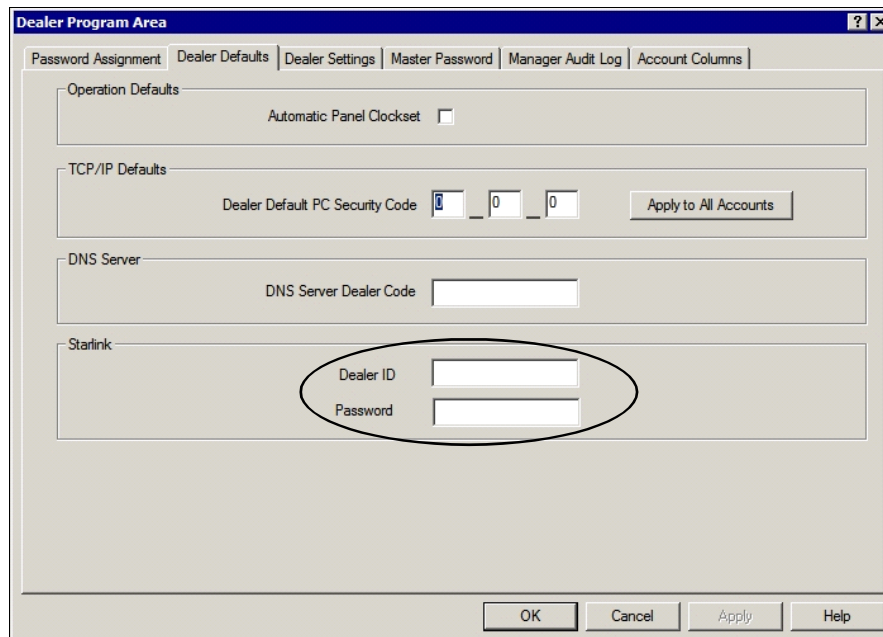 Dealer Program Area
Password Assignment Dealer Defaults Dealer Settings Master Password Manager Audit Log Account Columns
Operation Defaults
Automatic Panel Clockset
TCP/IP Defaults
Dealer Default PC Security Code 0 _ 0 _ 0 Apply to All Accounts
DNS Server
DNS Server Dealer Code
Starlink
Dealer ID
Password
OK Cancel Apply Help